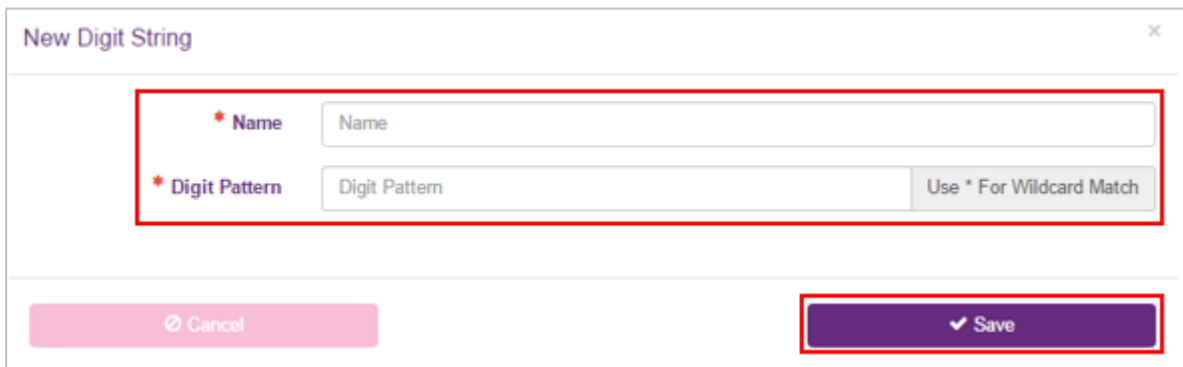 New Digit String ×
* Name Name
* Digit Pattern Digit Pattern Use * For Wildcard Match
Cancel Save